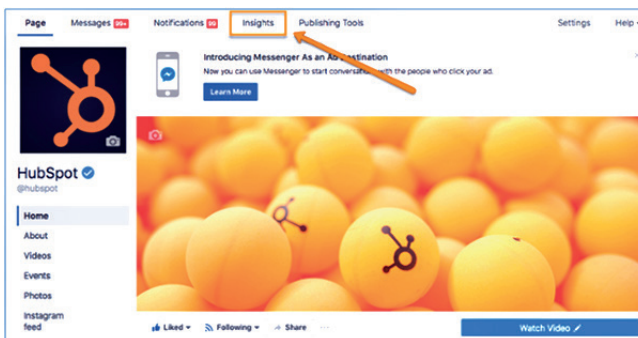 Page Messages 99+ Notifications 99 Insights Publishing Tools Settings Help
Introducing Messenger As an Ad Destination
Now you can use Messenger to start conversations with the people who click your ad.
Learn More
HubSpot
@hubspot
Home
About
Videos
Events
Photos
Instagram
feed
Liked Following Share ... Watch Video